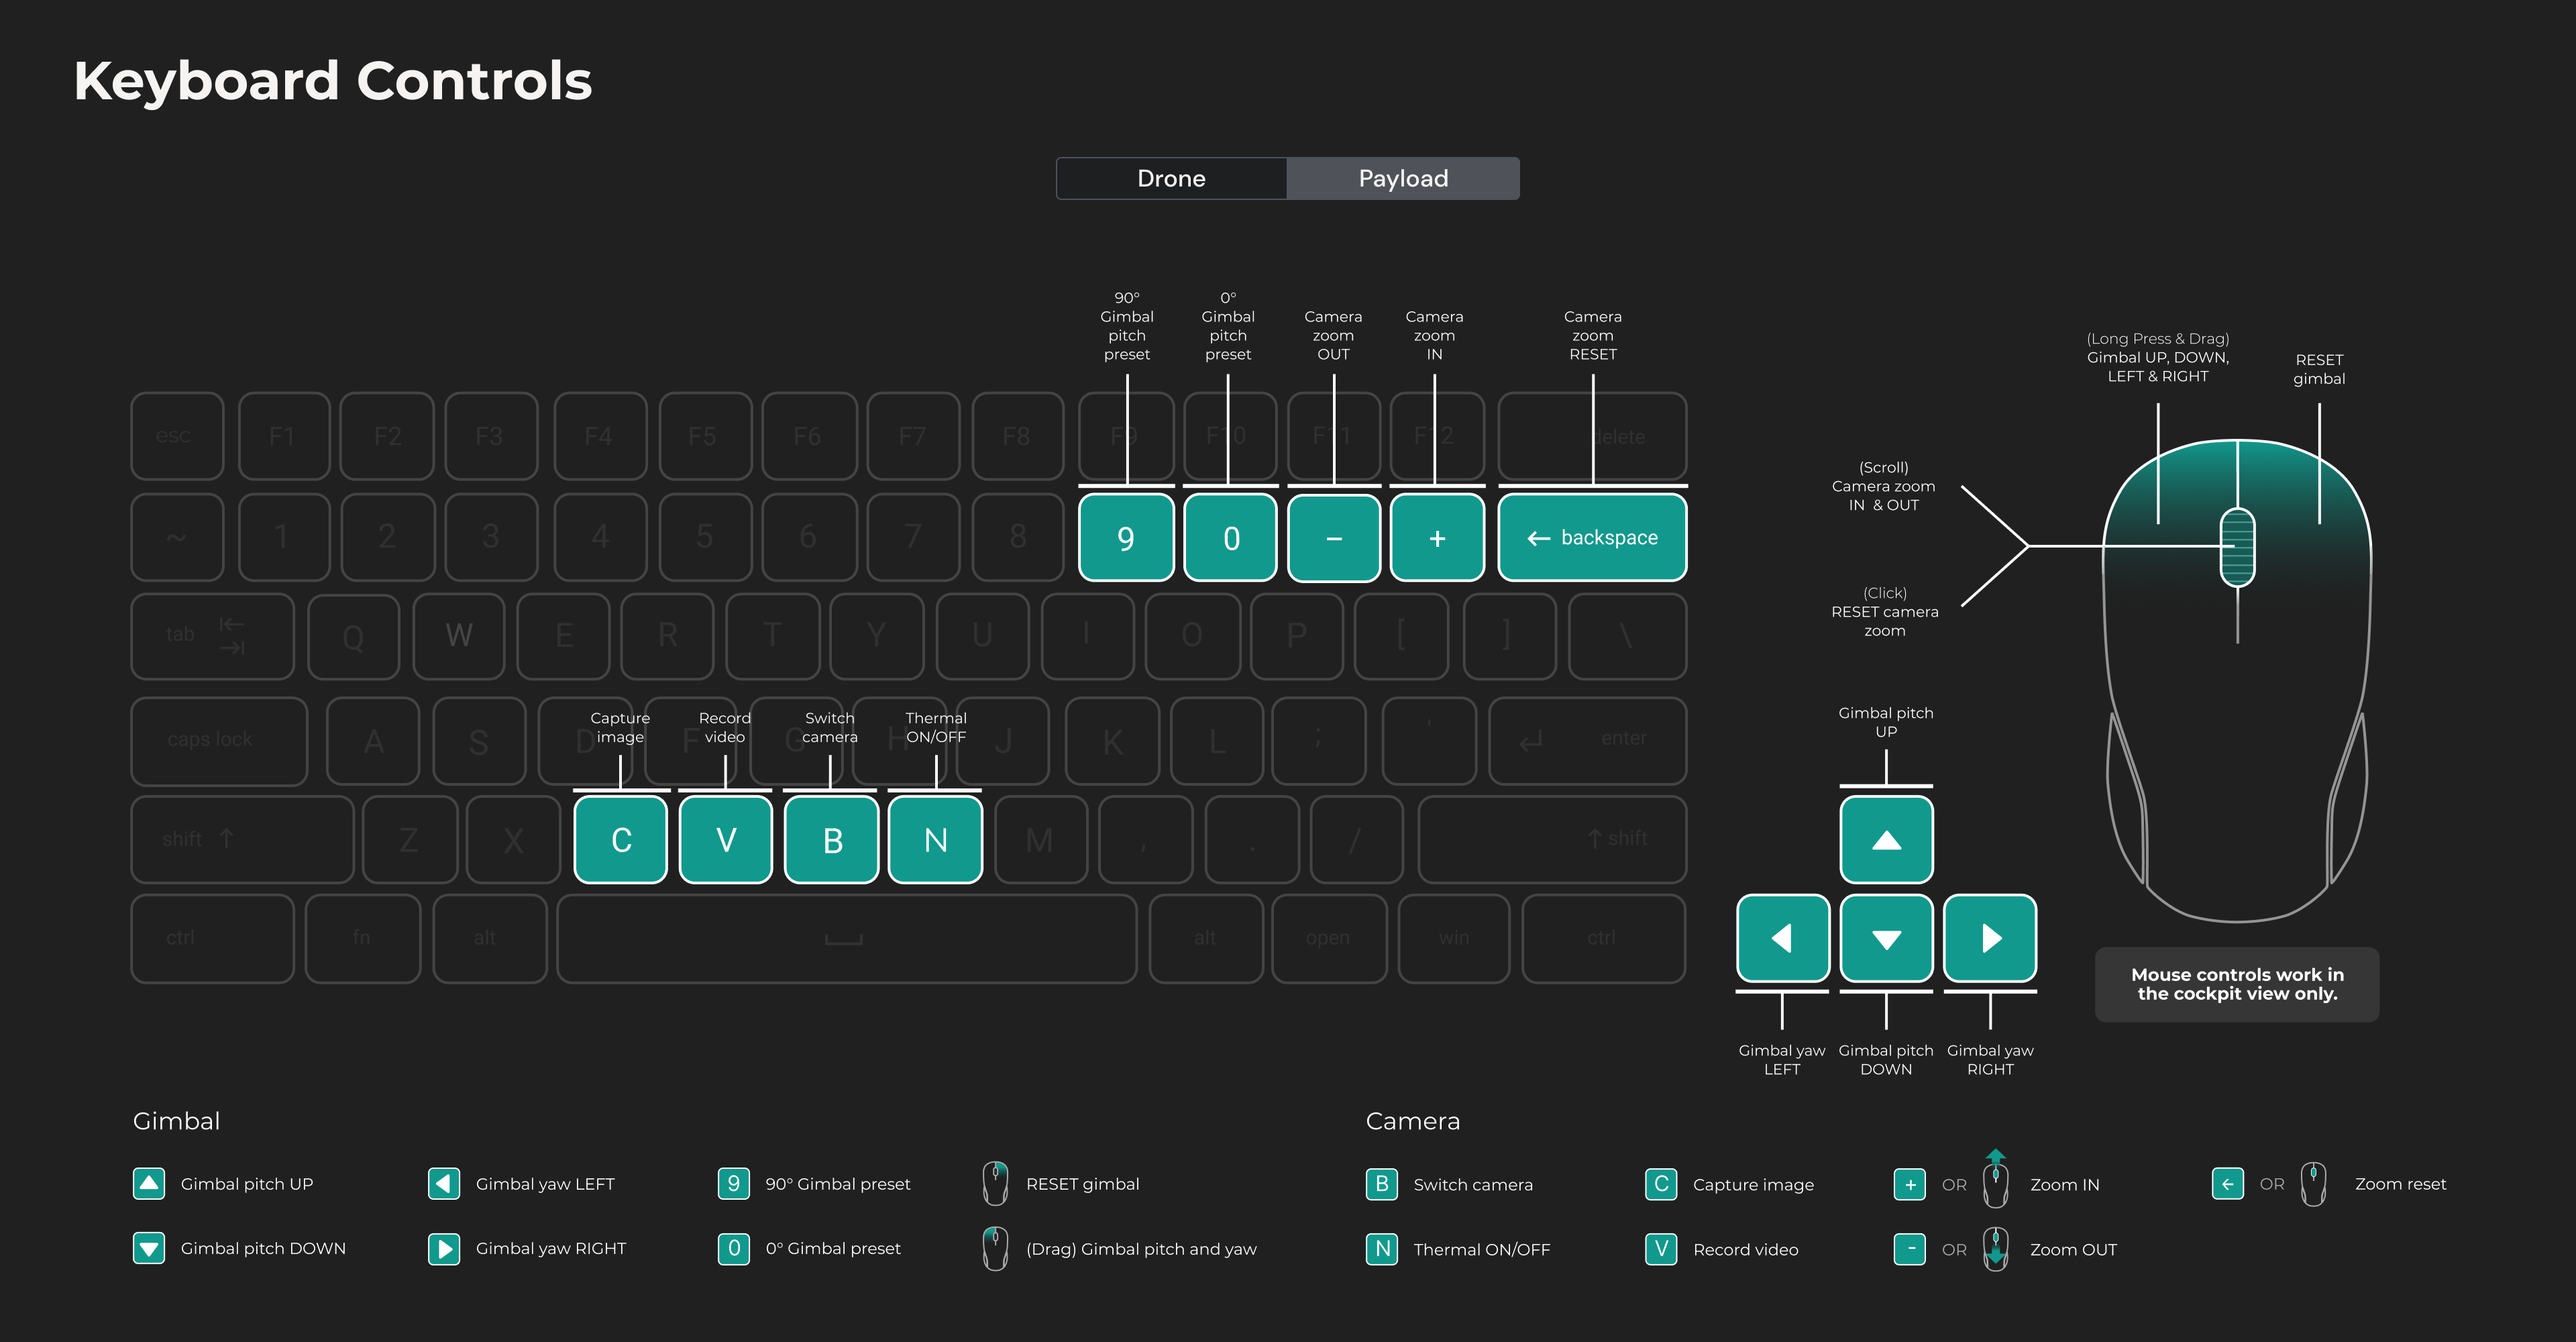 Keyboard Controls
Drone Payload
90°
Gimbal
pitch
preset
0°
Gimbal
pitch
preset
Camera
zoom
OUT
Camera
zoom
IN
Camera
zoom
RESET
(Long Press & Drag)
Gimbal UP, DOWN,
LEFT & RIGHT
RESET
gimbal
esc F1 F2 F3 F4 F5 F6 F7 F8 F9 F10 F11 F12 delete
(Scroll)
Camera zoom
IN & OUT
~ 1 2 3 4 5 6 7 8 9 0 − + ← backspace
(Click)
RESET camera
zoom
tab Q W E R T Y U I O P [ ] \
caps lock A S D F G H J K L ; ' enter
Capture
image
Record
video
Switch
camera
Thermal
ON/OFF
Gimbal pitch
UP
shift ↑ Z X C V B N M , . / ↑ shift
ctrl fn alt alt open win ctrl
Mouse controls work in
the cockpit view only.
Gimbal yaw
LEFT
Gimbal pitch
DOWN
Gimbal yaw
RIGHT
Gimbal
Gimbal pitch UP
Gimbal yaw LEFT
9 90° Gimbal preset
RESET gimbal
Gimbal pitch DOWN
Gimbal yaw RIGHT
0 0° Gimbal preset
(Drag) Gimbal pitch and yaw
Camera
B Switch camera
C Capture image
+ OR Zoom IN
← OR Zoom reset
N Thermal ON/OFF
V Record video
- OR Zoom OUT